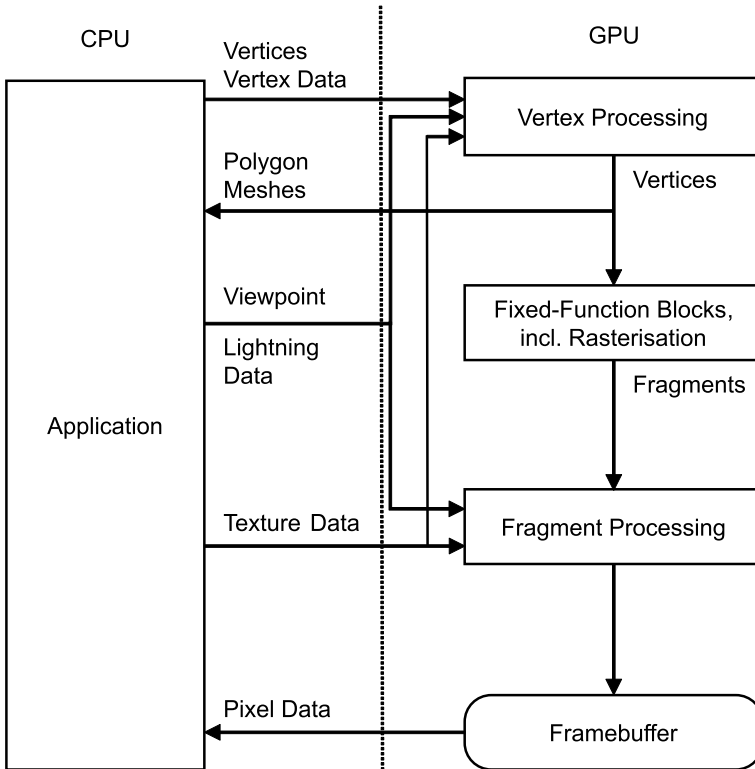 CPU
GPU
Vertices
Vertex Data
Vertex Processing
Polygon
Meshes
Vertices
Viewpoint
Lightning
Data
Fixed-Function Blocks,
incl. Rasterisation
Fragments
Application
Texture Data
Fragment Processing
Pixel Data
Framebuffer